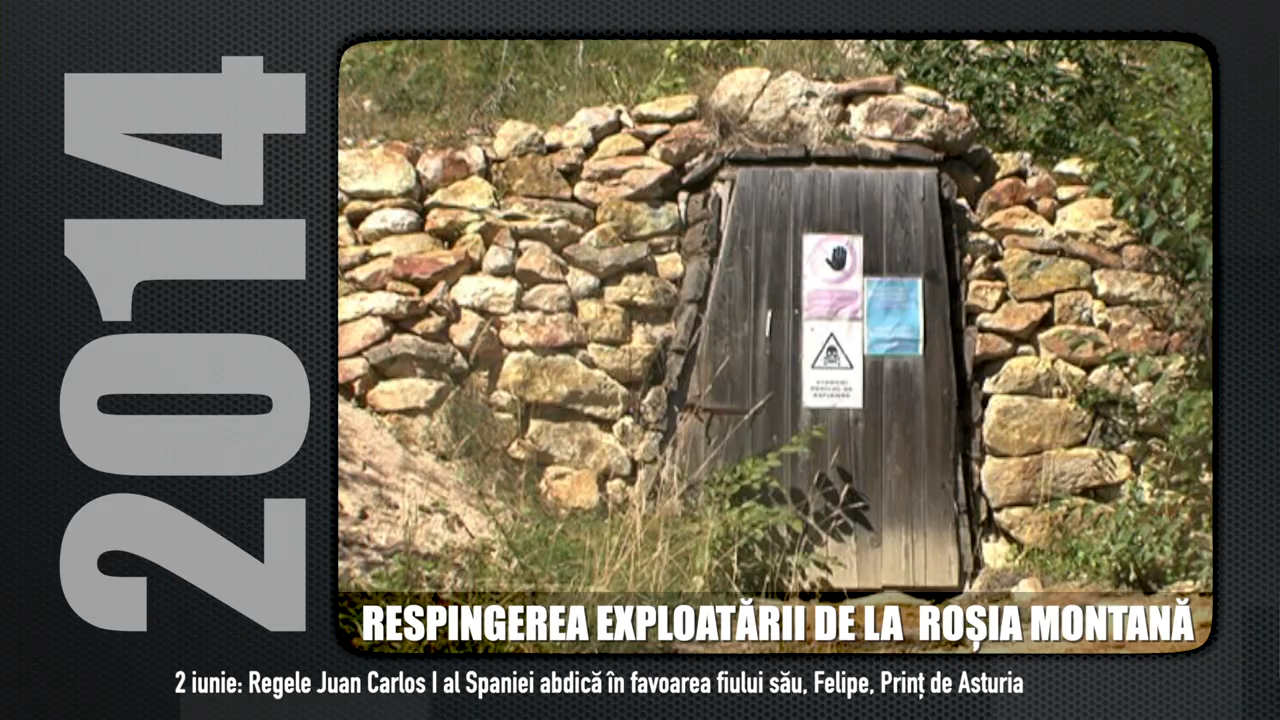 2014
RESPINGEREA EXPLOATĂRII DE LA ROȘIA MONTANĂ
2 iunie: Regele Juan Carlos I al Spaniei abdică în favoarea fiului său, Felipe, Prinț de Asturia